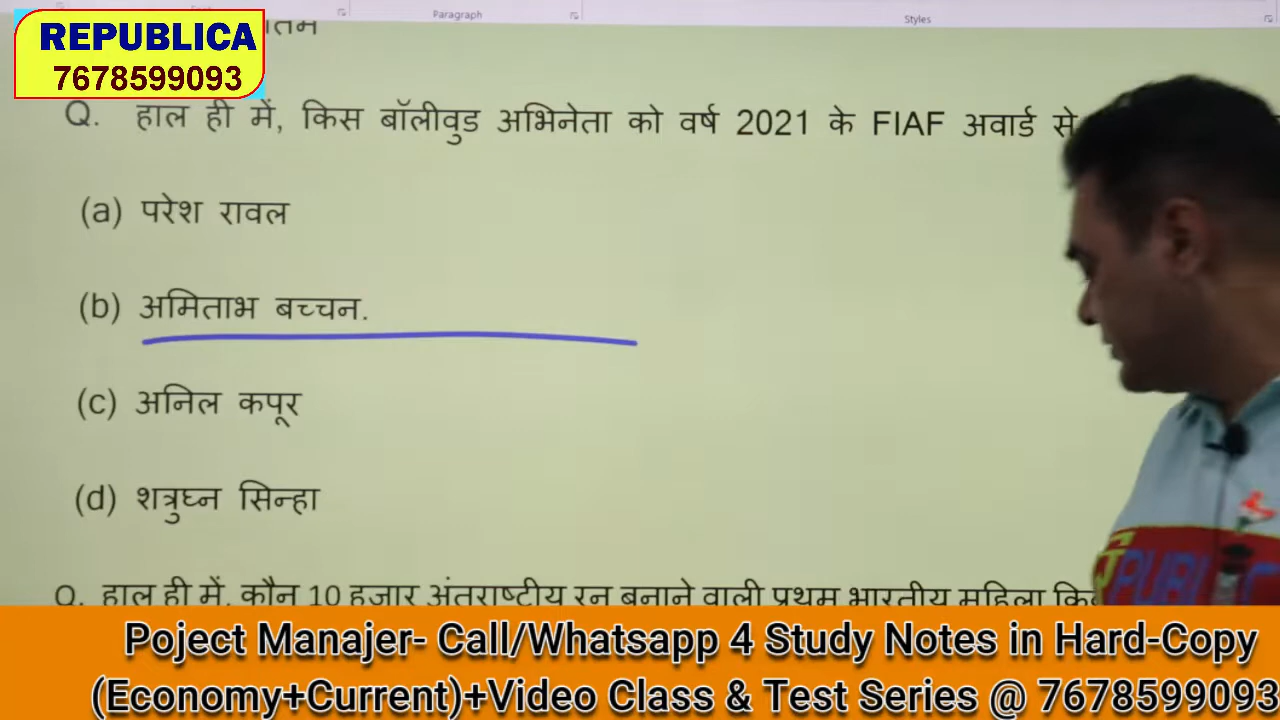 Paragraph
Styles
REPUBLICA
7678599093
Q. हाल ही में, किस बॉलीवुड अभिनेता को वर्ष 2021 के FIAF अवार्ड से
(a) परेश रावल
(b) अमिताभ बच्चन.
(c) अनिल कपूर
(d) शत्रुघ्न सिन्हा
Q. हाल ही में, कौन 10 हजार अंतराष्ट्रीय रन बनाने वाली प्रथम भारतीय महिला
Poject Manajer- Call/Whatsapp 4 Study Notes in Hard-Copy
(Economy+Current)+Video Class & Test Series @ 7678599093